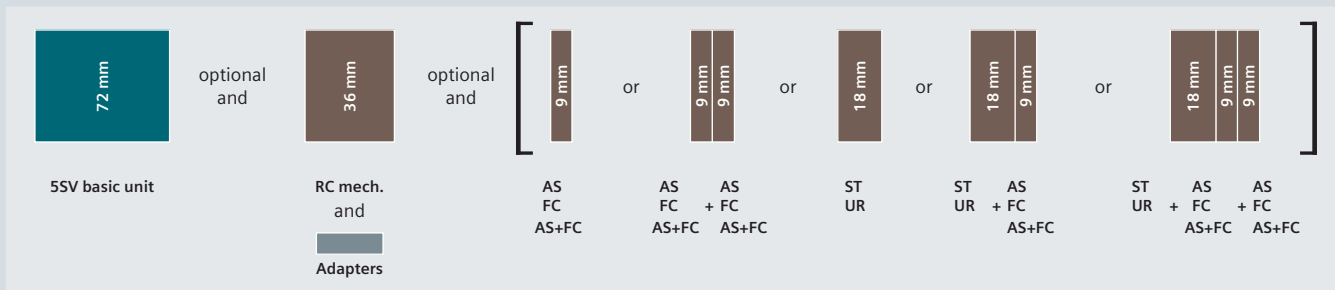 72 mm
optional
and
36 mm
optional
and
9 mm
or
9 mm
9 mm
or
18 mm
or
18 mm
9 mm
or
18 mm
9 mm
9 mm
5SV basic unit
RC mech.
and
Adapters
AS
FC
AS+FC
AS AS
FC + FC
AS+FC AS+FC
ST
UR
ST AS
UR + FC
AS+FC
ST AS AS
UR + FC + FC
AS+FC AS+FC